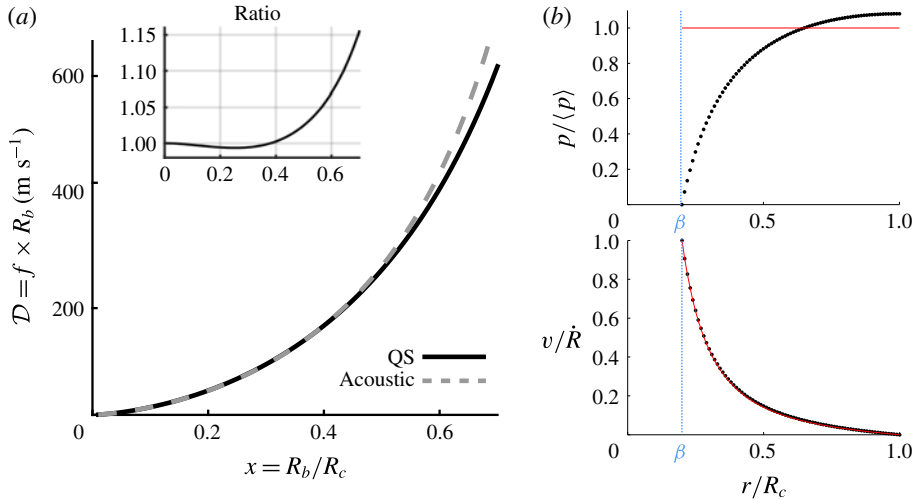 (a)
Ratio
1.15
1.10
1.05
1.00
0 0.2 0.4 0.6
600
400
200
0 0.2 0.4 0.6
𝒟 = f × R_b (m s⁻¹)
x = R_b/R_c
QS
Acoustic
(b)
1.0
0.8
0.6
0.4
0.2
p/⟨p⟩
0 β 0.5 1.0
1.0
0.8
0.6
0.4
0.2
v/Ṙ
0 β 0.5 1.0
r/R_c